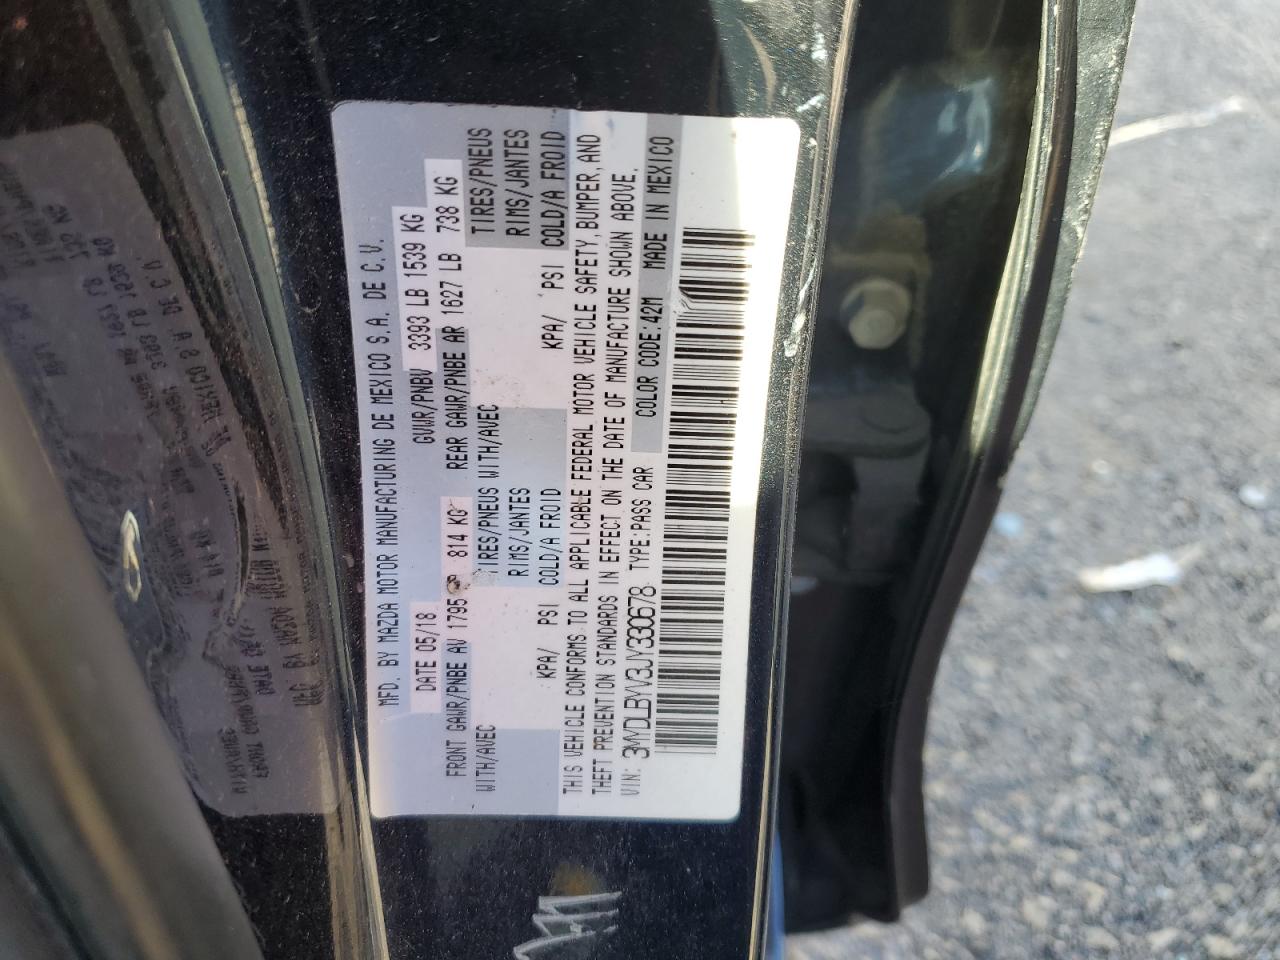 MFD. BY MAZDA MOTOR MANUFACTURING DE MEXICO S.A. DE C.V.
DATE 05/18 GVWR/PNBV 3393 LB 1539 KG
FRONT GAWR/PNBE AV 1795 814 KG REAR GAWR/PNBE AR 1627 LB 738 KG
WITH/AVEC TIRES/PNEUS WITH/AVEC TIRES/PNEUS
RIMS/JANTES RIMS/JANTES
KPA/ PSI COLD/A FROID KPA/ PSI COLD/A FROID
THIS VEHICLE CONFORMS TO ALL APPLICABLE FEDERAL MOTOR VEHICLE SAFETY, BUMPER, AND
THEFT PREVENTION STANDARDS IN EFFECT ON THE DATE OF MANUFACTURE SHOWN ABOVE.
VIN: 3MYDLBYV3JY330678 TYPE:PASS CAR COLOR CODE:42M MADE IN MEXICO